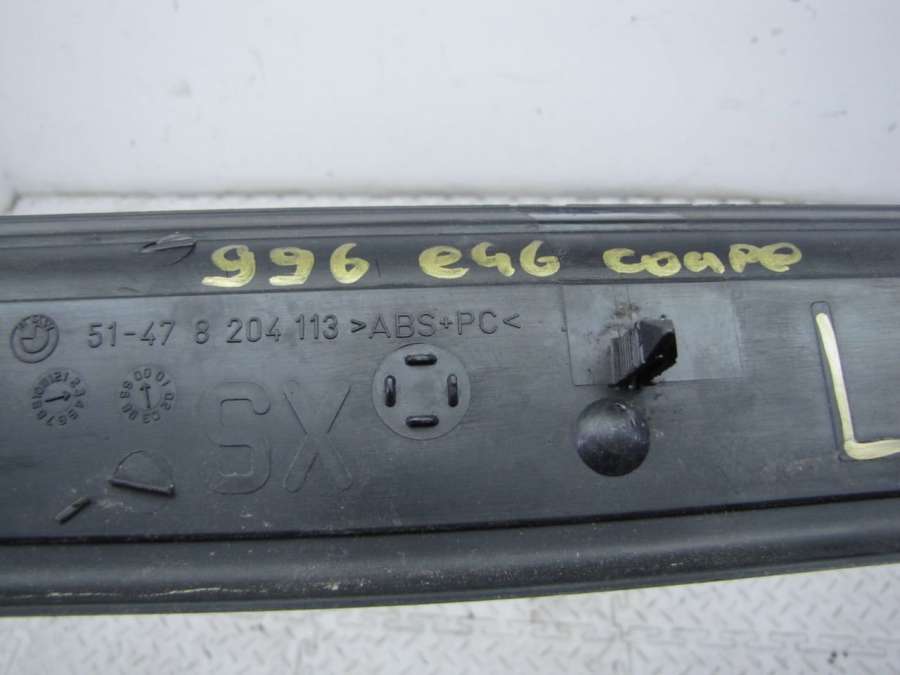 996 e46 coupe
51-47 8 204 113 >ABS+PC<
SX
L